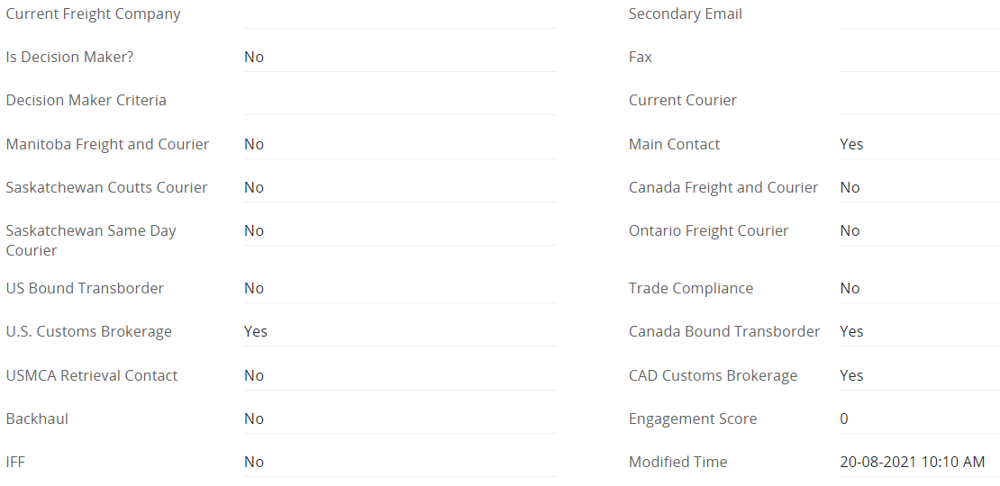 Current Freight Company Secondary Email
Is Decision Maker? No Fax
Decision Maker Criteria Current Courier
Manitoba Freight and Courier No Main Contact Yes
Saskatchewan Coutts Courier No Canada Freight and Courier No
Saskatchewan Same Day No Ontario Freight Courier No
Courier
US Bound Transborder No Trade Compliance No
U.S. Customs Brokerage Yes Canada Bound Transborder Yes
USMCA Retrieval Contact No CAD Customs Brokerage Yes
Backhaul No Engagement Score 0
IFF No Modified Time 20-08-2021 10:10 AM